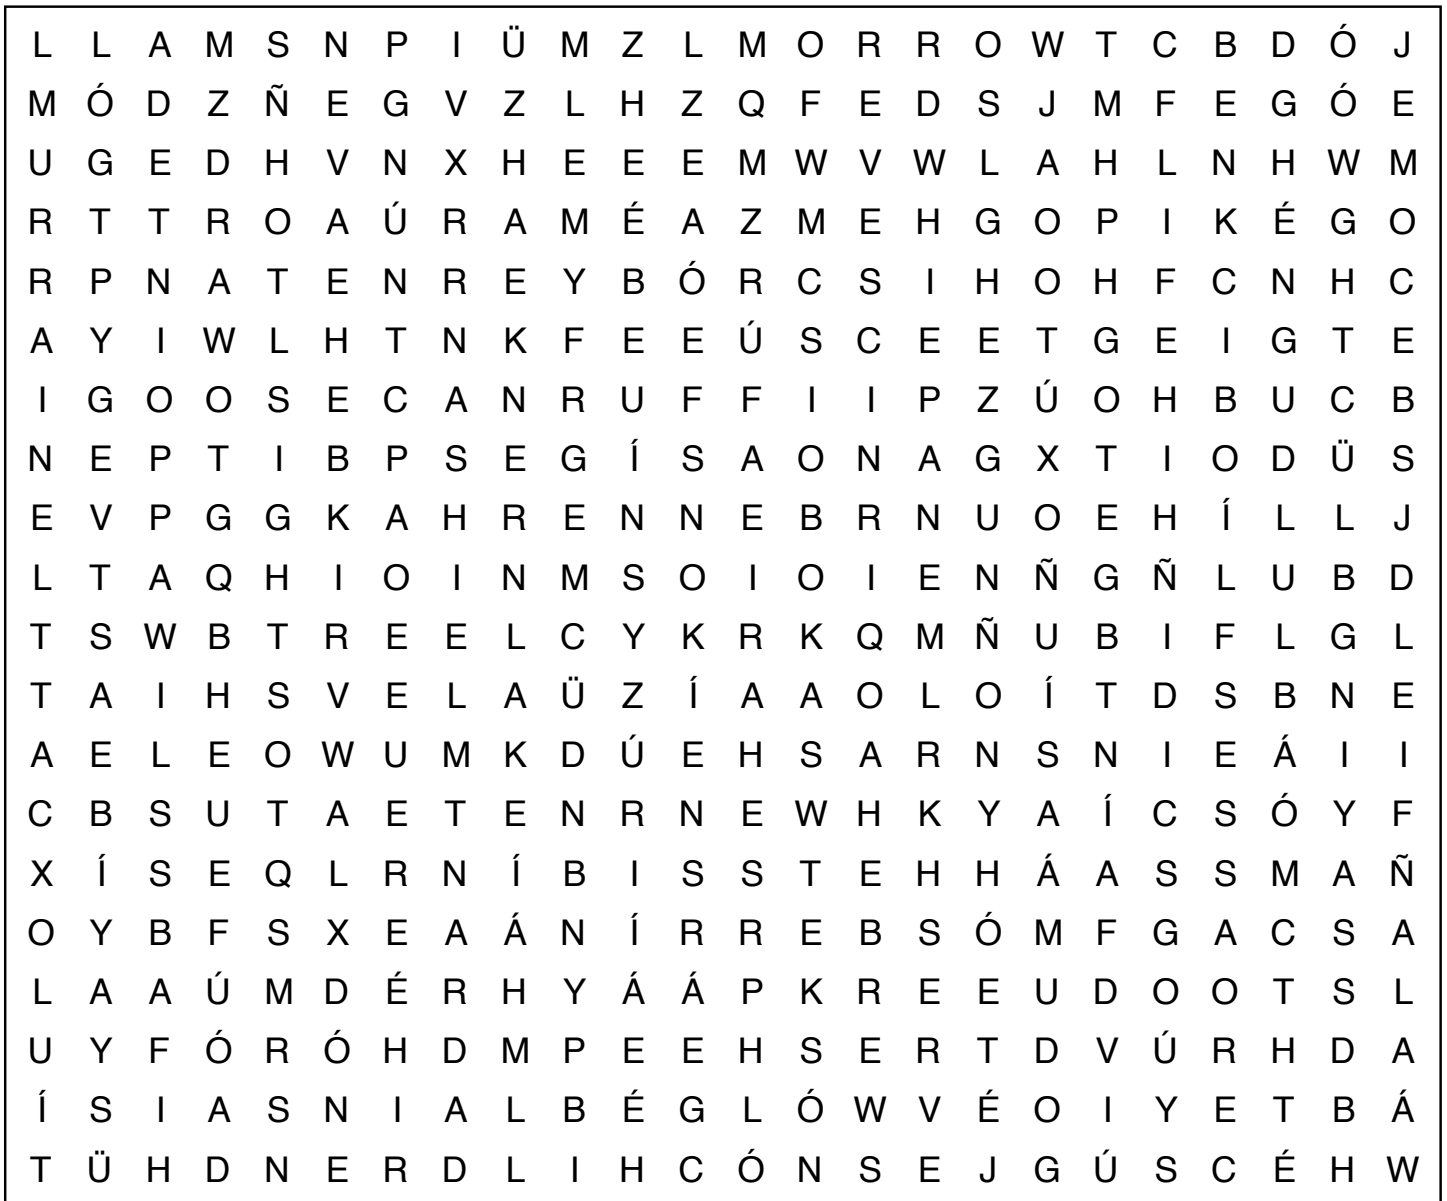 L L A M S N P I Ü M Z L M O R R O W T C B D Ó J
M Ó D Z Ñ E G V Z L H Z Q F E D S J M F E G Ó E
U G E D H V N X H E E E M W V W L A H L N H W M
R T T R O A Ú R A M É A Z M E H G O P I K É G O
R P N A T E N R E Y B Ó R C S I H O H F C N H C
A Y I W L H T N K F E E Ú S C E E T G E I G T E
I G O O S E C A N R U F F I I P Z Ú O H B U C B
N E P T I B P S E G Í S A O N A G X T I O D Ü S
E V P G G K A H R E N N E B R N U O E H Í L L J
L T A Q H I O I N M S O I O I E N Ñ G Ñ L U B D
T S W B T R E E L C Y K R K Q M Ñ U B I F L G L
T A I H S V E L A Ü Z Í A A O L O Í T D S B N E
A E L E O W U M K D Ú E H S A R N S N I E Á I I
C B S U T A E T E N R N E W H K Y A Í C S Ó Y F
X Í S E Q L R N Í B I S S T E H H Á A S S M A Ñ
O Y B F S X E A Á N Í R R E B S Ó M F G A C S A
L A A Ú M D É R H Y Á Á P K R E E U D O O T S L
U Y F Ó R Ó H D M P E E H S E R T D V Ú R H D A
Í S I A S N I A L B É G L Ó W V É O I Y E T B Á
T Ü H D N E R D L I H C Ó N S E J G Ú S C É H W